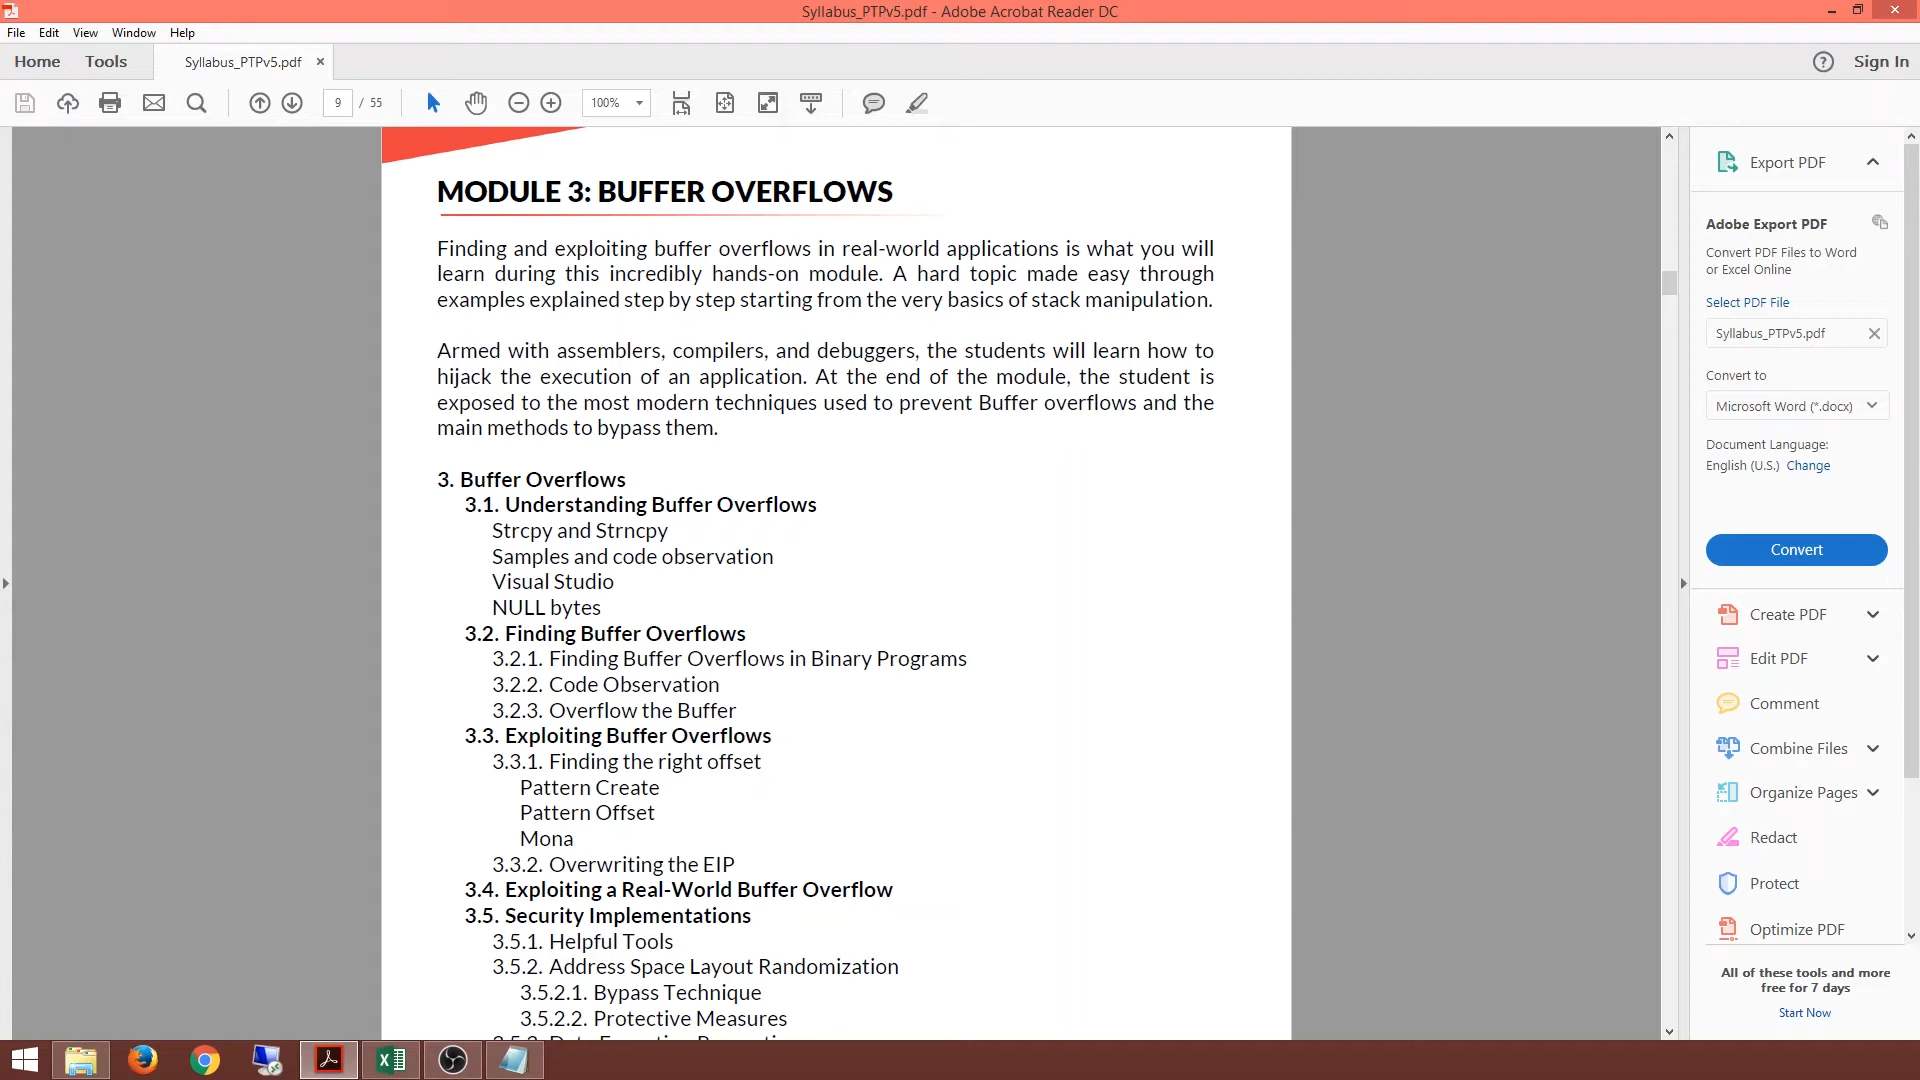 Syllabus_PTPv5.pdf - Adobe Acrobat Reader DC
File Edit View Window Help
Home Tools Syllabus_PTPv5.pdf × Sign In
9 / 55 100%
MODULE 3: BUFFER OVERFLOWS
Finding and exploiting buffer overflows in real-world applications is what you will
learn during this incredibly hands-on module. A hard topic made easy through
examples explained step by step starting from the very basics of stack manipulation.
Armed with assemblers, compilers, and debuggers, the students will learn how to
hijack the execution of an application. At the end of the module, the student is
exposed to the most modern techniques used to prevent Buffer overflows and the
main methods to bypass them.
3. Buffer Overflows
3.1. Understanding Buffer Overflows
Strcpy and Strncpy
Samples and code observation
Visual Studio
NULL bytes
3.2. Finding Buffer Overflows
3.2.1. Finding Buffer Overflows in Binary Programs
3.2.2. Code Observation
3.2.3. Overflow the Buffer
3.3. Exploiting Buffer Overflows
3.3.1. Finding the right offset
Pattern Create
Pattern Offset
Mona
3.3.2. Overwriting the EIP
3.4. Exploiting a Real-World Buffer Overflow
3.5. Security Implementations
3.5.1. Helpful Tools
3.5.2. Address Space Layout Randomization
3.5.2.1. Bypass Technique
3.5.2.2. Protective Measures
Export PDF
Adobe Export PDF
Convert PDF Files to Word
or Excel Online
Select PDF File
Syllabus_PTPv5.pdf
Convert to
Microsoft Word (*.docx)
Document Language:
English (U.S.) Change
Convert
Create PDF
Edit PDF
Comment
Combine Files
Organize Pages
Redact
Protect
Optimize PDF
All of these tools and more
free for 7 days
Start Now